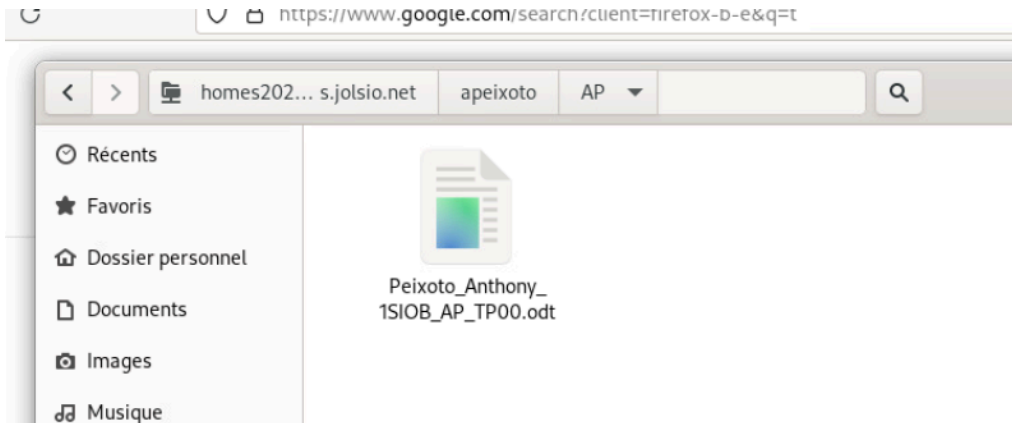 https://www.google.com/search?client=firefox-b-e&q=t
homes202... s.jolsio.net apeixoto AP
Récents
Favoris
Dossier personnel
Documents
Images
Musique
Peixoto_Anthony_
1SIOB_AP_TP00.odt